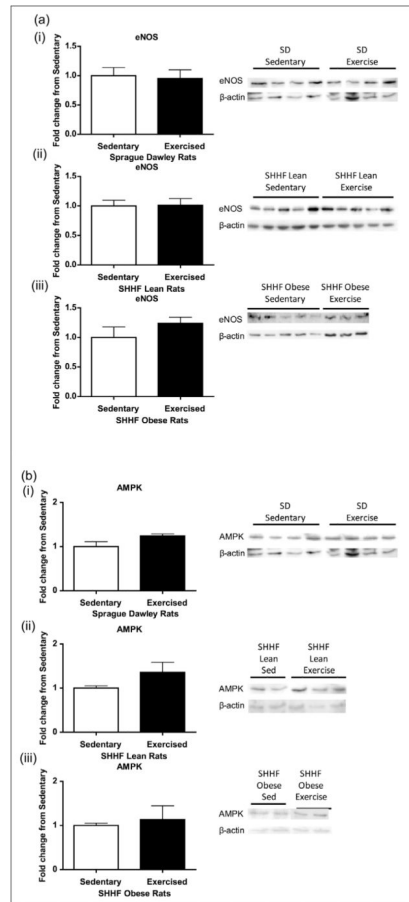 (a)
(i)
eNOS
Fold change from Sedentary
1.5
1.0
0.5
0.0
Sedentary Exercised
Sprague Dawley Rats
SD
Sedentary
SD
Exercise
eNOS
β-actin
(ii)
eNOS
Fold change from Sedentary
1.5
1.0
0.5
0.0
Sedentary Exercised
SHHF Lean Rats
SHHF Lean
Sedentary
SHHF Lean
Exercise
eNOS
β-actin
(iii)
eNOS
Fold change from Sedentary
1.5
1.0
0.5
0.0
Sedentary Exercised
SHHF Obese Rats
SHHF Obese
Sedentary
SHHF Obese
Exercise
eNOS
β-actin
(b)
(i)
AMPK
Fold change from Sedentary
2
1
0
Sedentary Exercised
Sprague Dawley Rats
SD
Sedentary
SD
Exercise
AMPK
β-actin
(ii)
AMPK
Fold change from Sedentary
2
1
0
Sedentary Exercised
SHHF Lean Rats
SHHF
Lean
Sed
SHHF
Lean
Exercise
AMPK
β-actin
(iii)
AMPK
Fold change from Sedentary
2
1
0
Sedentary Exercised
SHHF Obese Rats
SHHF
Obese
Sed
SHHF
Obese
Exercise
AMPK
β-actin